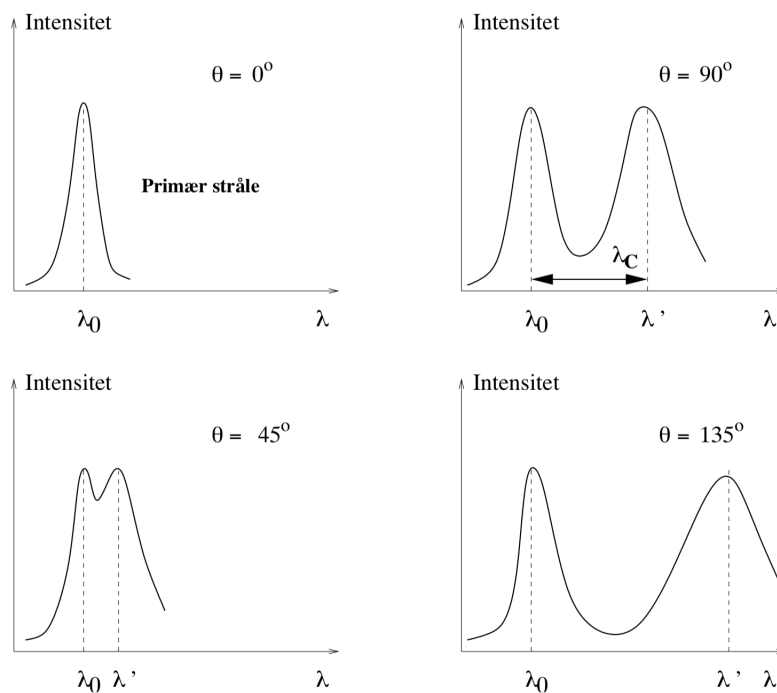 Intensitet
θ = 0°
Primær stråle
λ0 λ
Intensitet
θ = 90°
λC
λ0 λ' λ
Intensitet
θ = 45°
λ0 λ' λ
Intensitet
θ = 135°
λ0 λ' λ